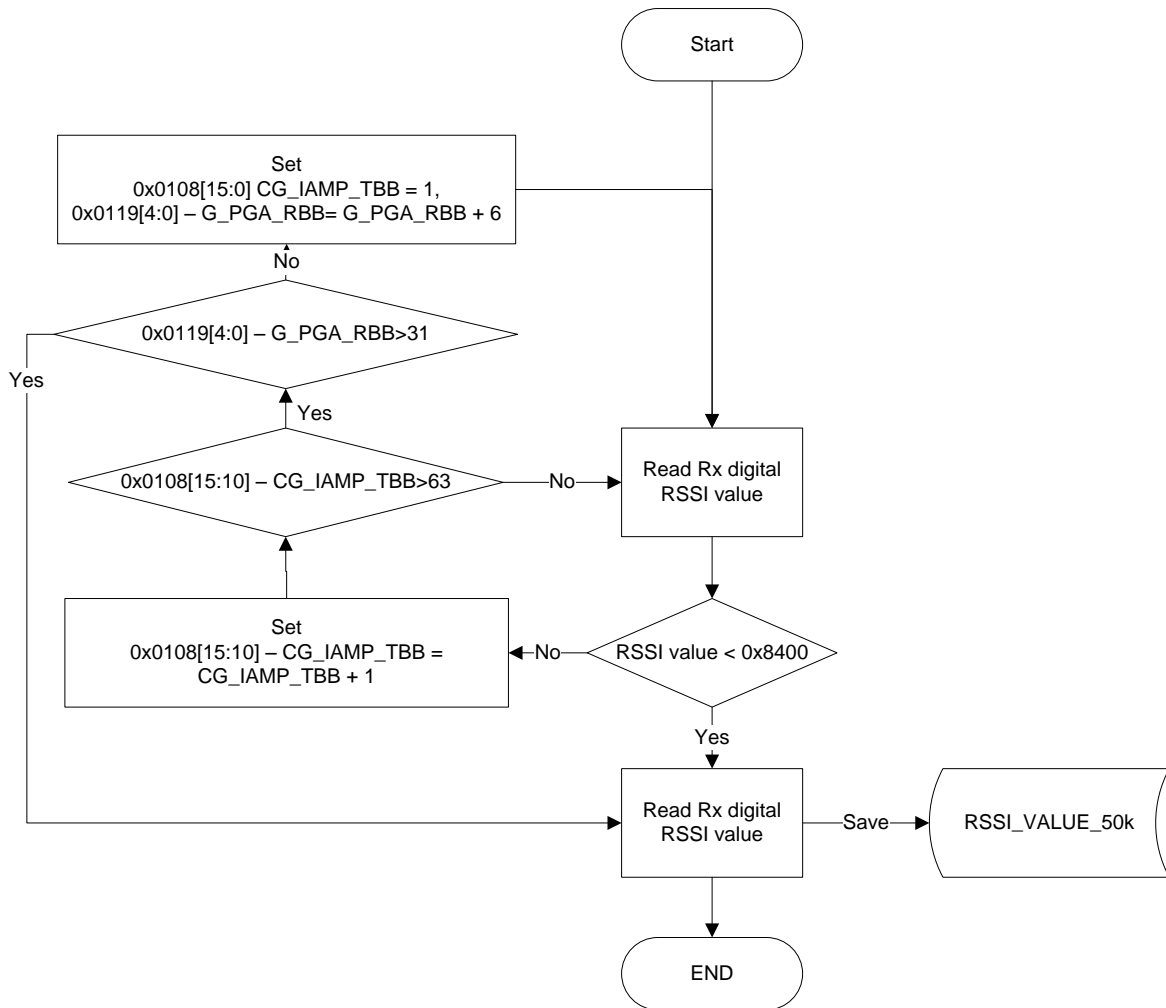 Start
Set
0x0108[15:0] CG_IAMP_TBB = 1,
0x0119[4:0] – G_PGA_RBB= G_PGA_RBB + 6
No
0x0119[4:0] – G_PGA_RBB>31
Yes
Yes
0x0108[15:10] – CG_IAMP_TBB>63
No
Read Rx digital
RSSI value
Set
0x0108[15:10] – CG_IAMP_TBB =
CG_IAMP_TBB + 1
No
RSSI value < 0x8400
Yes
Read Rx digital
RSSI value
Save
RSSI_VALUE_50k
END